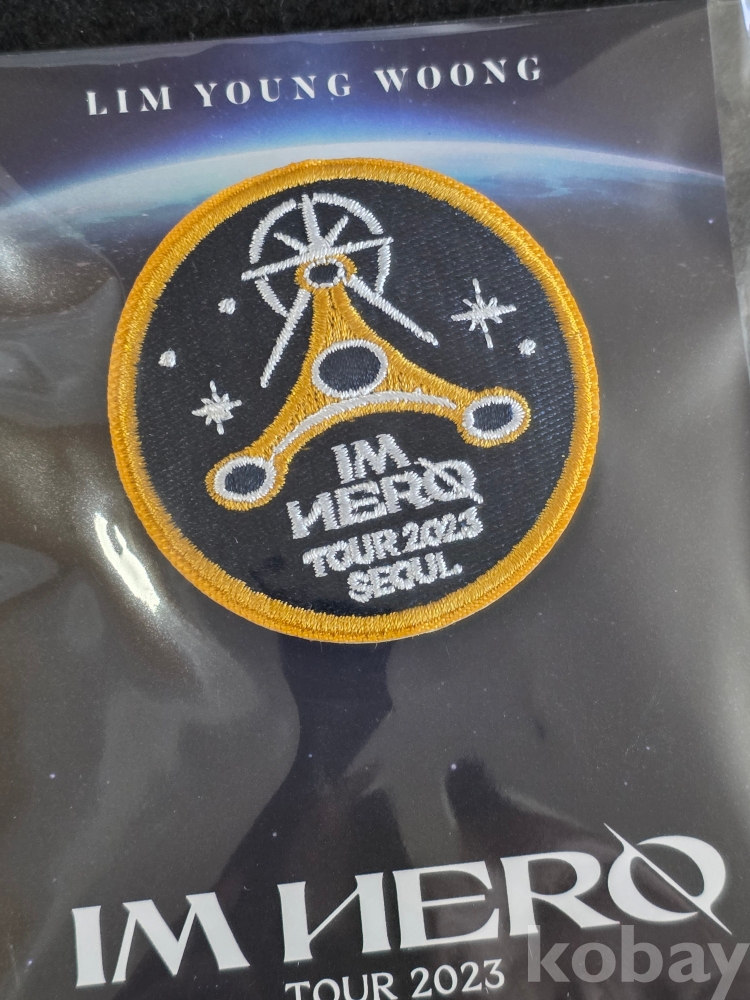 LIM YOUNG WOONG
IM
HERO
TOUR 2023
SEOUL
IM HERO
TOUR 2023
kobay